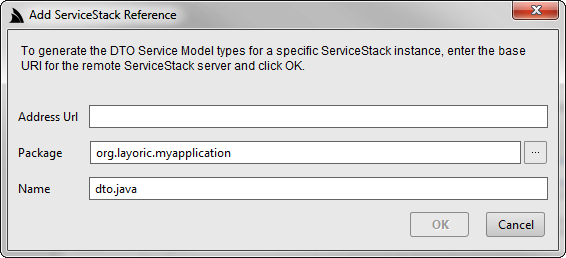 Add ServiceStack Reference
To generate the DTO Service Model types for a specific ServiceStack instance, enter the base
URI for the remote ServiceStack server and click OK.
Address Url
Package org.layoric.myapplication ...
Name dto.java
OK Cancel